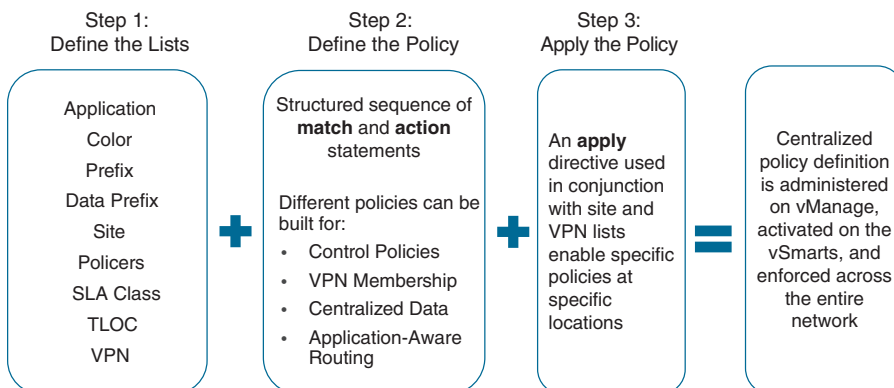 Step 1:
Define the Lists
Application
Color
Prefix
Data Prefix
Site
Policers
SLA Class
TLOC
VPN
Step 2:
Define the Policy
Structured sequence of
match and action
statements
Different policies can be
built for:
• Control Policies
• VPN Membership
• Centralized Data
• Application-Aware
Routing
Step 3:
Apply the Policy
An apply
directive used
in conjunction
with site and
VPN lists
enable specific
policies at
specific
locations
Centralized
policy definition
is administered
on vManage,
activated on the
vSmarts, and
enforced across
the entire
network